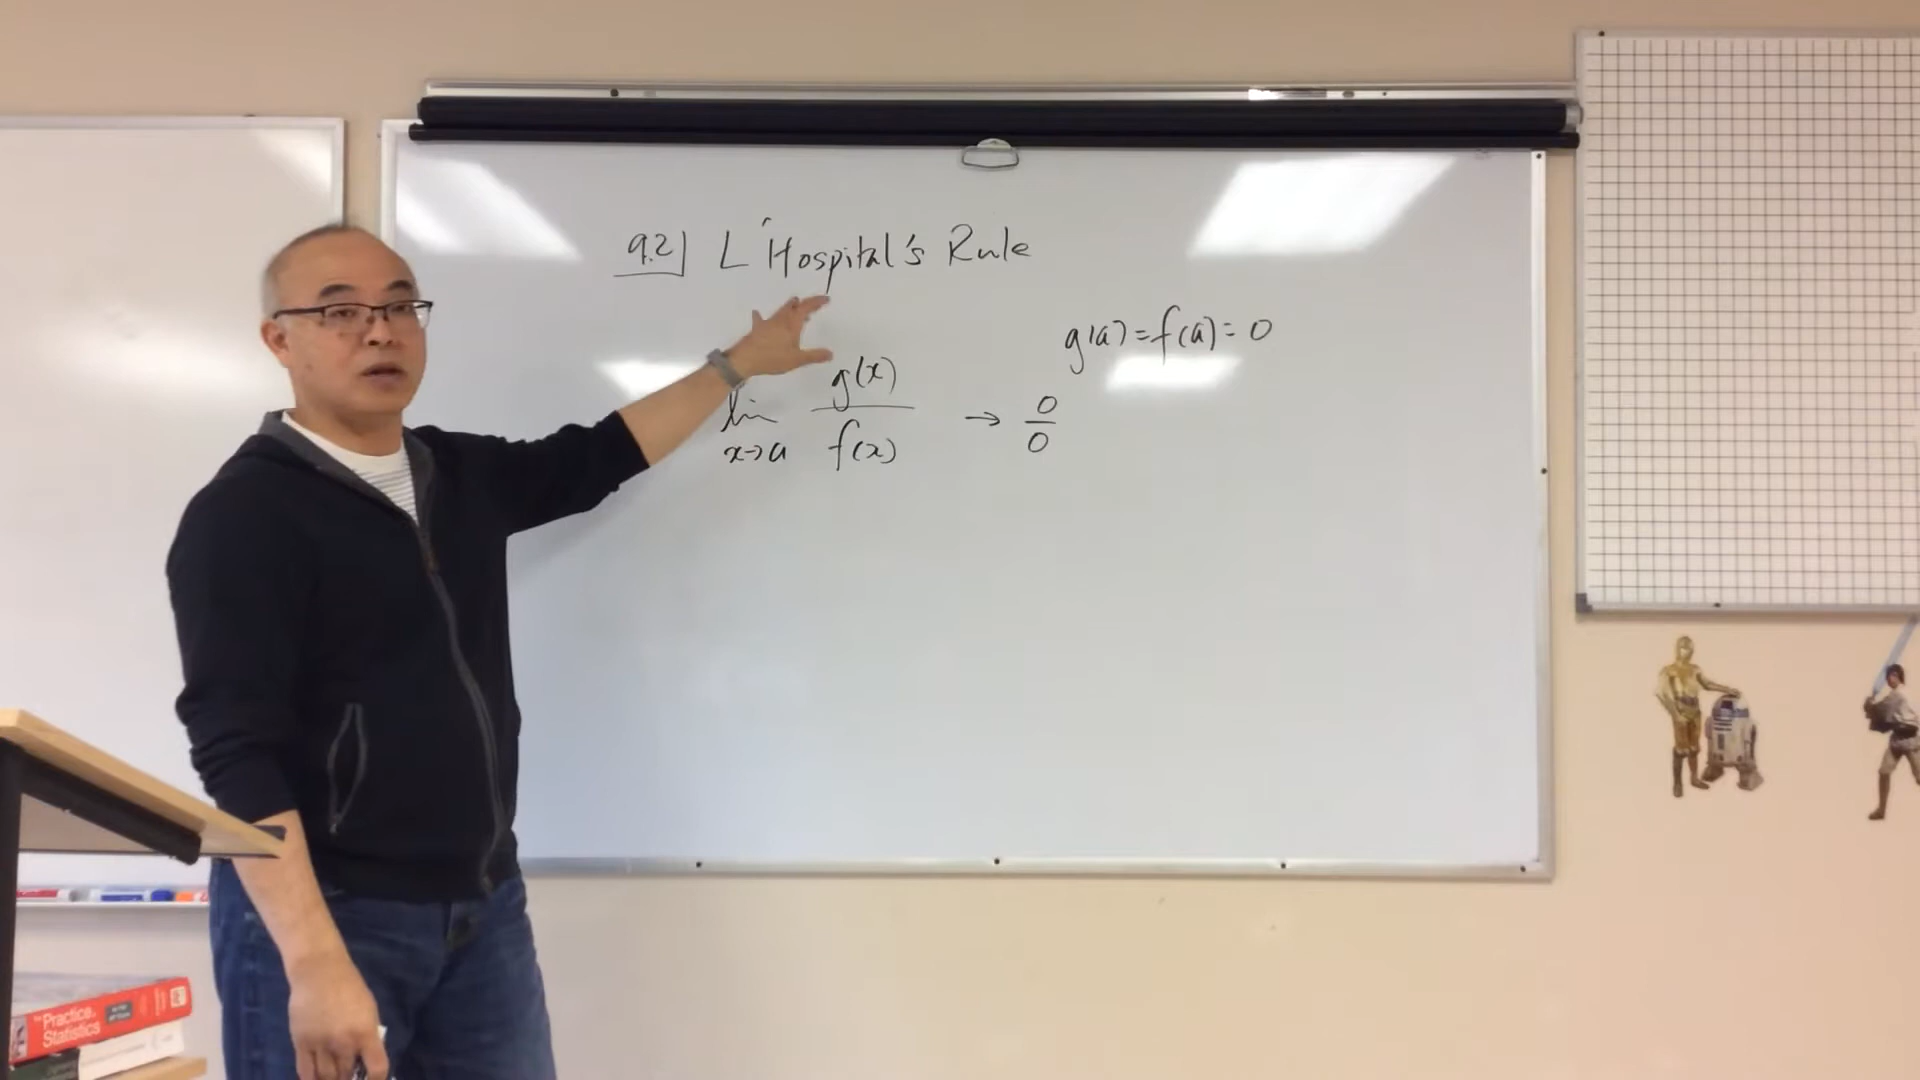 9.2 L'Hospital's Rule
g(a) = f(a) = 0
lim x→a g(x)/f(x) → 0/0
The Practice of Statistics